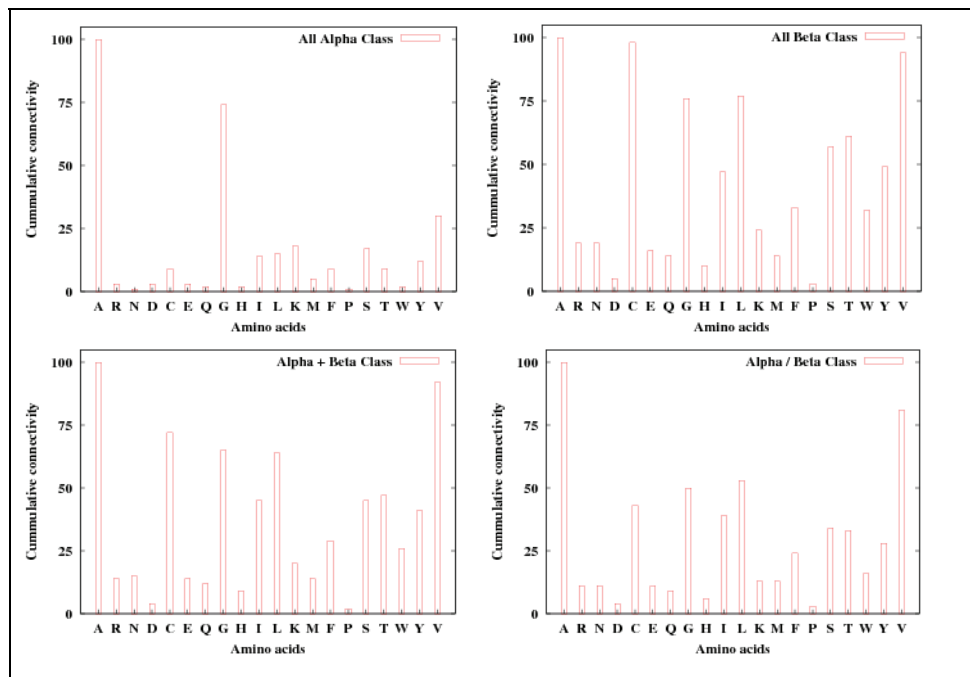 All Alpha Class
100
75
50
25
0
Cummulative connectivity
A R N D C E Q G H I L K M F P S T W Y V
Amino acids
All Beta Class
100
75
50
25
0
Cummulative connectivity
A R N D C E Q G H I L K M F P S T W Y V
Amino acids
Alpha + Beta Class
100
75
50
25
0
Cummulative connectivity
A R N D C E Q G H I L K M F P S T W Y V
Amino acids
Alpha / Beta Class
100
75
50
25
0
Cummulative connectivity
A R N D C E Q G H I L K M F P S T W Y V
Amino acids